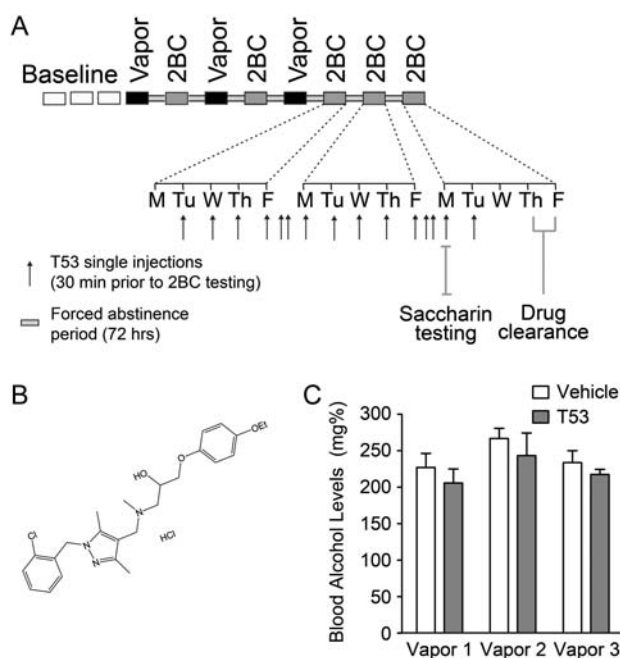 A
Baseline
Vapor
2BC
Vapor
2BC
Vapor
2BC
2BC
2BC
M Tu W Th F
M Tu W Th F
M Tu W Th F
T53 single injections
(30 min prior to 2BC testing)
Forced abstinence
period (72 hrs)
Saccharin
testing
Drug
clearance
B
OEt
O
HO
N
HCl
Cl
N
N
C
Vehicle
T53
Blood Alcohol Levels (mg%)
300
250
200
150
100
50
0
Vapor 1 Vapor 2 Vapor 3